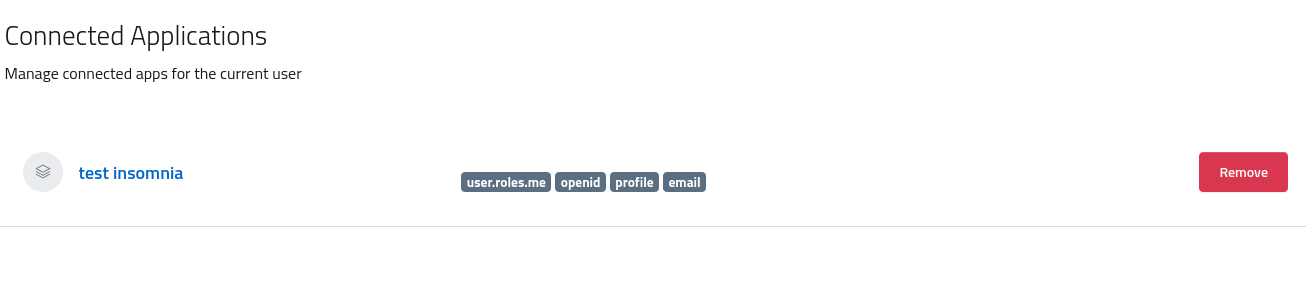 Connected Applications
Manage connected apps for the current user
test insomnia user.roles.me openid profile email Remove